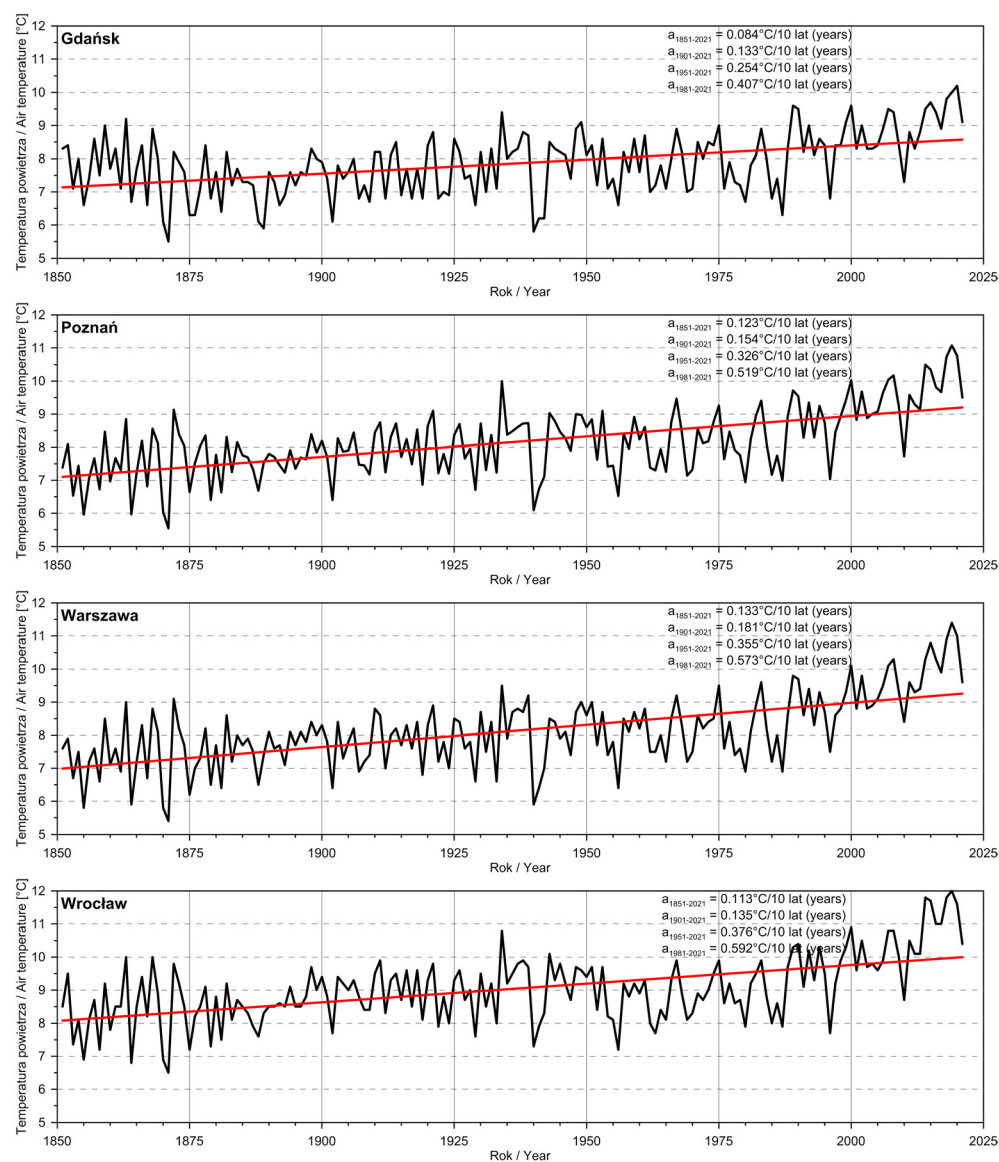 Temperatura powietrza / Air temperature [°C]
12
11
10
9
8
7
6
5
Gdańsk
a1851-2021 = 0.084°C/10 lat (years)
a1901-2021 = 0.133°C/10 lat (years)
a1951-2021 = 0.254°C/10 lat (years)
a1981-2021 = 0.407°C/10 lat (years)
1850 1875 1900 1925 1950 1975 2000 2025
Rok / Year
Temperatura powietrza / Air temperature [°C]
12
11
10
9
8
7
6
5
Poznań
a1851-2021 = 0.123°C/10 lat (years)
a1901-2021 = 0.154°C/10 lat (years)
a1951-2021 = 0.326°C/10 lat (years)
a1981-2021 = 0.519°C/10 lat (years)
1850 1875 1900 1925 1950 1975 2000 2025
Rok / Year
Temperatura powietrza / Air temperature [°C]
12
11
10
9
8
7
6
5
Warszawa
a1851-2021 = 0.133°C/10 lat (years)
a1901-2021 = 0.181°C/10 lat (years)
a1951-2021 = 0.355°C/10 lat (years)
a1981-2021 = 0.573°C/10 lat (years)
1850 1875 1900 1925 1950 1975 2000 2025
Rok / Year
Temperatura powietrza / Air temperature [°C]
12
11
10
9
8
7
6
5
Wrocław
a1851-2021 = 0.113°C/10 lat (years)
a1901-2021 = 0.135°C/10 lat (years)
a1951-2021 = 0.376°C/10 lat (years)
a1981-2021 = 0.592°C/10 lat (years)
1850 1875 1900 1925 1950 1975 2000 2025
Rok / Year